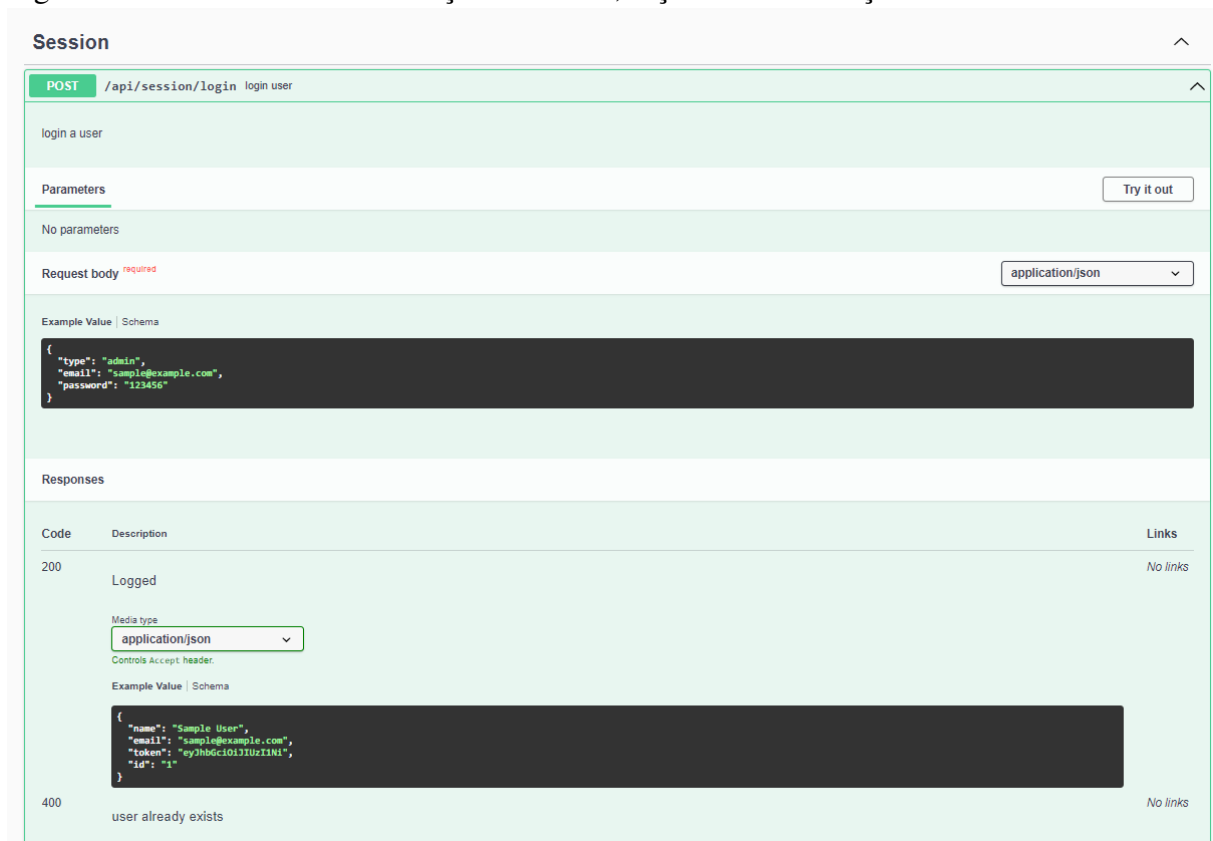 Session
POST /api/session/login login user
login a user
Parameters Try it out
No parameters
Request body required application/json
Example Value | Schema
{
"type": "admin",
"email": "sample@example.com",
"password": "123456"
}
Responses
Code Description Links
200 No links
Logged
Media type
application/json
Controls Accept header.
Example Value | Schema
{
"name": "Sample User",
"email": "sample@example.com",
"token": "eyJhbGciOiJIUzI1Ni",
"id": "1"
}
400 No links
user already exists